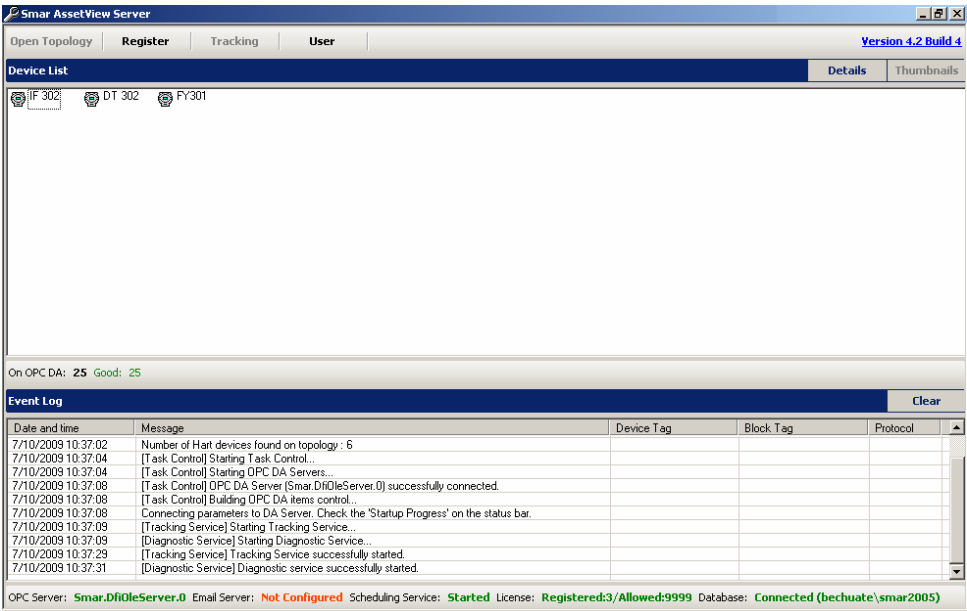 Smar AssetView Server
Open Topology Register Tracking User Version 4.2 Build 4
Device List Details Thumbnails
IF 302 DT 302 FY301
On OPC DA: 25 Good: 25
Event Log Clear
Date and time Message Device Tag Block Tag Protocol
7/10/2009 10:37:02 Number of Hart devices found on topology : 6
7/10/2009 10:37:04 [Task Control] Starting Task Control...
7/10/2009 10:37:04 [Task Control] Starting OPC DA Servers...
7/10/2009 10:37:08 [Task Control] OPC DA Server (Smar.DfiOleServer.0) successfully connected.
7/10/2009 10:37:08 [Task Control] Building OPC DA items control...
7/10/2009 10:37:08 Connecting parameters to DA Server. Check the 'Startup Progress' on the status bar.
7/10/2009 10:37:09 [Tracking Service] Starting Tracking Service...
7/10/2009 10:37:09 [Diagnostic Service] Starting Diagnostic Service...
7/10/2009 10:37:29 [Tracking Service] Tracking Service successfully started.
7/10/2009 10:37:31 [Diagnostic Service] Diagnostic service successfully started.
OPC Server: Smar.DfiOleServer.0 Email Server: Not Configured Scheduling Service: Started License: Registered:3/Allowed:9999 Database: Connected (bechuate\smar2005)